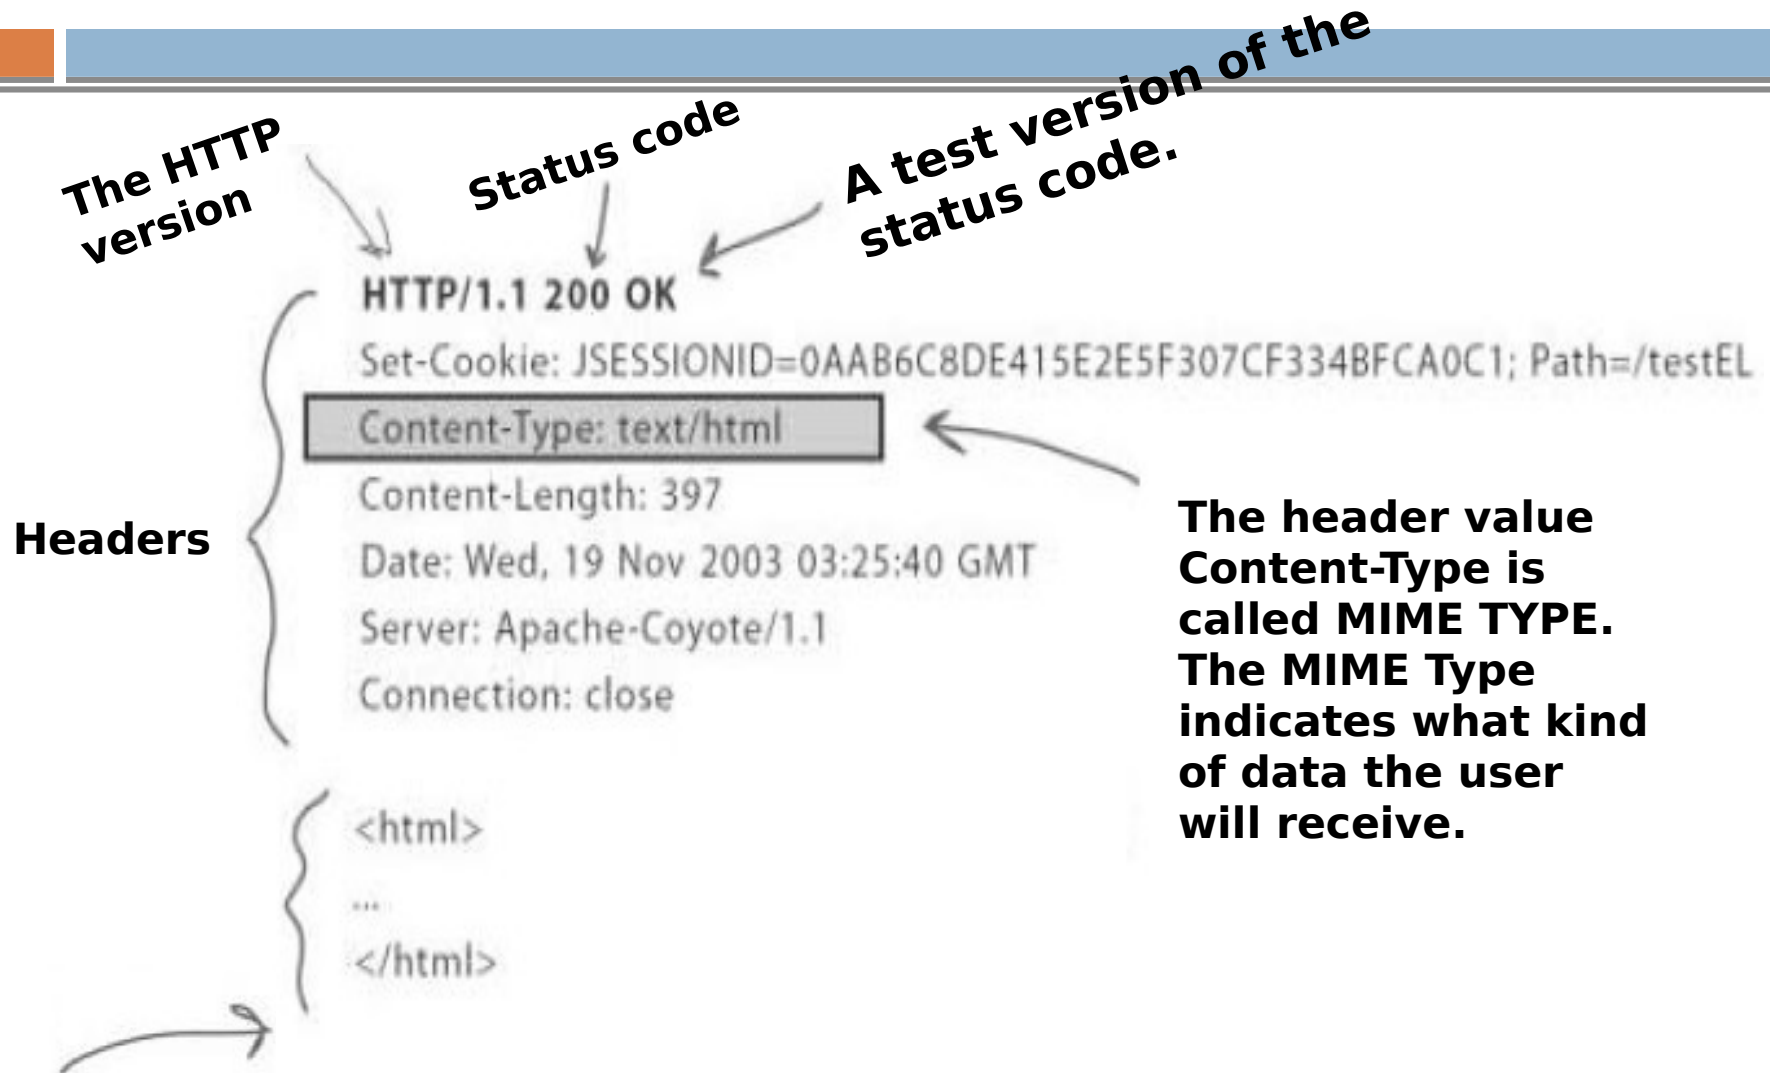 The HTTP
version
Status code
A test version of the
status code.
HTTP/1.1 200 OK
Set-Cookie: JSESSIONID=0AAB6C8DE415E2E5F307CF334BFCA0C1; Path=/testEL
Content-Type: text/html
Content-Length: 397
Date: Wed, 19 Nov 2003 03:25:40 GMT
Server: Apache-Coyote/1.1
Connection: close
Headers
The header value
Content-Type is
called MIME TYPE.
The MIME Type
indicates what kind
of data the user
will receive.
<html>
...
</html>